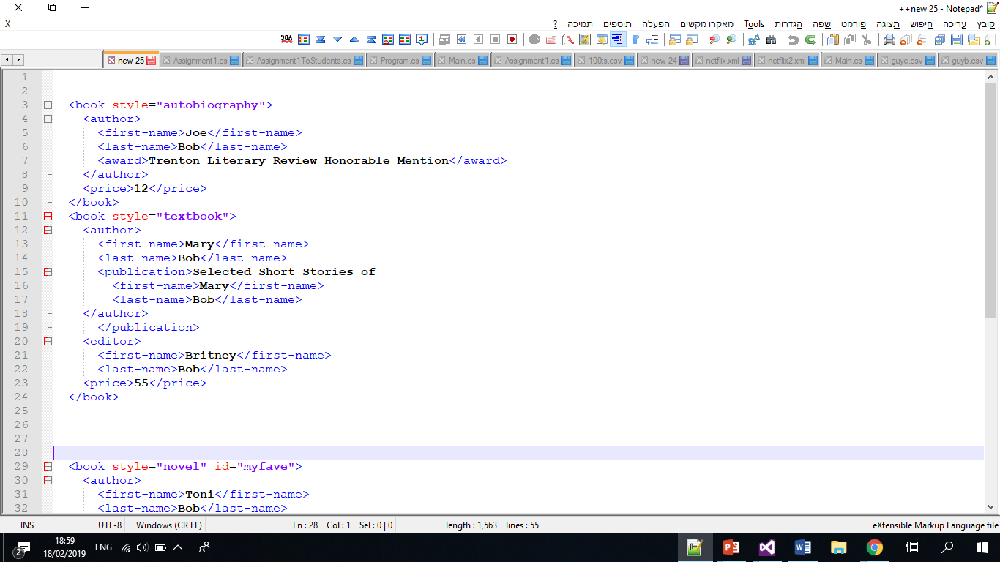 ++new 25 - Notepad*
קובץ עריכה חיפוש תצוגה פורמט שפה הגדרות Tools מאקרו מקשים הפעלה תוספים תמיכה ? X
new 25 Assignment1.cs Assignment1ToStudents.cs Program.cs Main.cs Assignment1.cs 100ts.csv new 24 netflix.xml netflix2.xml Main.cs guye.csv guyb.csv
1
2
3 <book style="autobiography">
4 <author>
5 <first-name>Joe</first-name>
6 <last-name>Bob</last-name>
7 <award>Trenton Literary Review Honorable Mention</award>
8 </author>
9 <price>12</price>
10 </book>
11 <book style="textbook">
12 <author>
13 <first-name>Mary</first-name>
14 <last-name>Bob</last-name>
15 <publication>Selected Short Stories of
16 <first-name>Mary</first-name>
17 <last-name>Bob</last-name>
18 </author>
19 </publication>
20 <editor>
21 <first-name>Britney</first-name>
22 <last-name>Bob</last-name>
23 <price>55</price>
24 </book>
25
26
27
28
29 <book style="novel" id="myfave">
30 <author>
31 <first-name>Toni</first-name>
32 <last-name>Bob</last-name>
INS UTF-8 Windows (CR LF) Ln : 28 Col : 1 Sel : 0 | 0 length : 1,563 lines : 55 eXtensible Markup Language file
2 18:59 ENG
18/02/2019